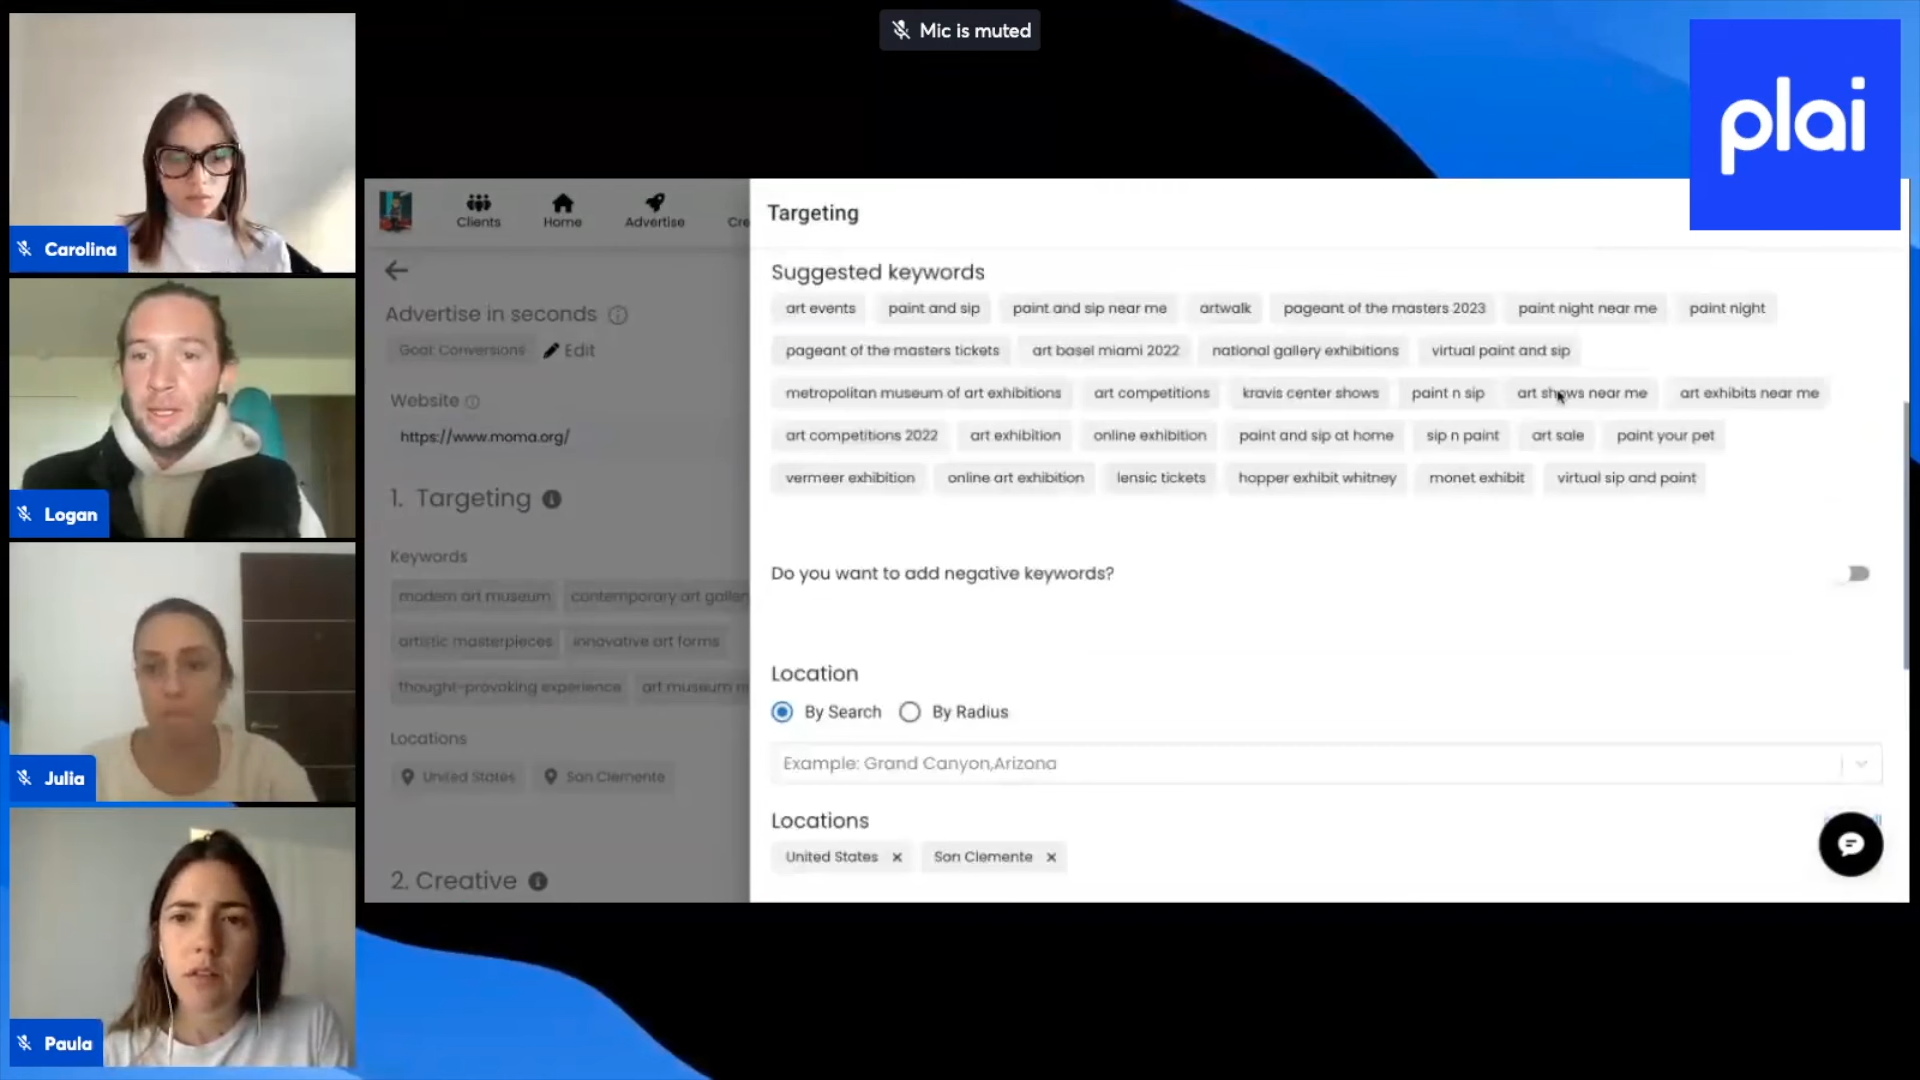 Mic is muted
plai
Carolina
Logan
Julia
Paula
Clients
Home
Advertise
Cre
Advertise in seconds
Goal: Conversions
Edit
Website
https://www.moma.org/
1. Targeting
Keywords
modern art museum contemporary art galler
artistic masterpieces innovative art forms
thought-provoking experience art museum
Locations
United States San Clemente
2. Creative
Targeting
Suggested keywords
art events paint and sip paint and sip near me artwalk pageant of the masters 2023 paint night near me paint night
pageant of the masters tickets art basel miami 2022 national gallery exhibitions virtual paint and sip
metropolitan museum of art exhibitions art competitions kravis center shows paint n sip art shows near me art exhibits near me
art competitions 2022 art exhibition online exhibition paint and sip at home sip n paint art sale paint your pet
vermeer exhibition online art exhibition lensic tickets hopper exhibit whitney monet exhibit virtual sip and paint
Do you want to add negative keywords?
Location
By Search By Radius
Example: Grand Canyon,Arizona
Locations
United States San Clemente